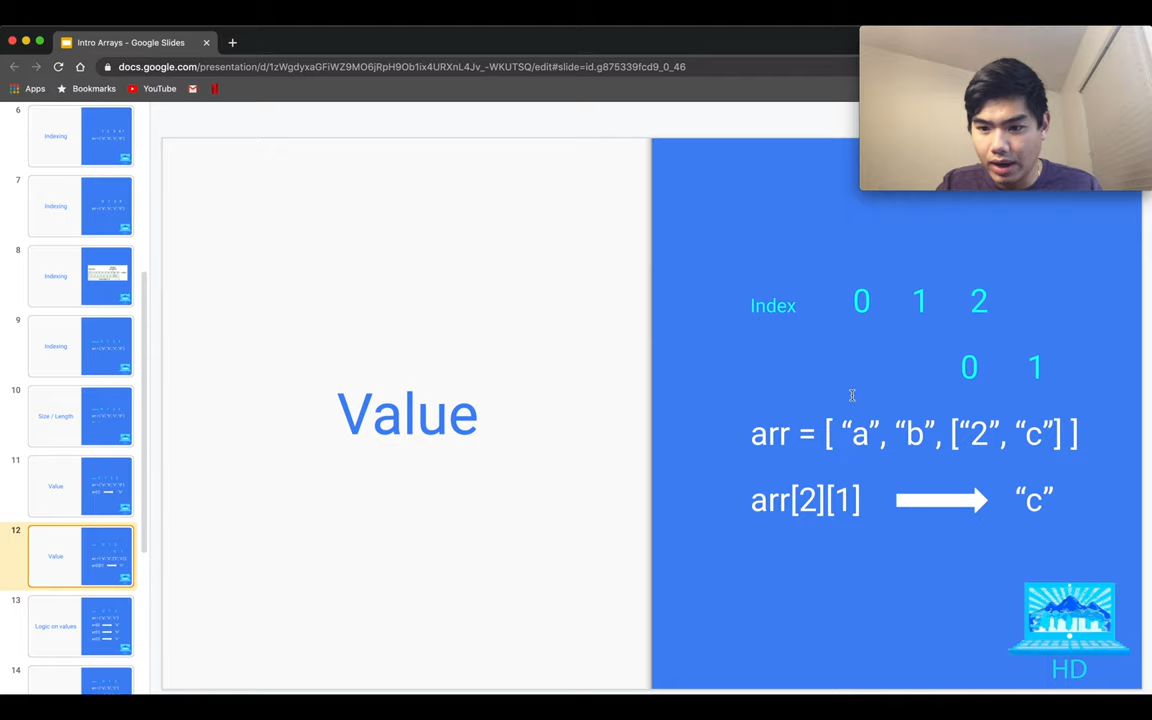 Intro Arrays - Google Slides
docs.google.com/presentation/d/1zWgdyxaGFiWZ9MO6jRpH9Ob1ix4URXnL4Jv_-WKUTSQ/edit#slide=id.g875339fcd9_0_46
Apps Bookmarks YouTube
6
Indexing
7
Indexing
8
Indexing
9
Indexing
10
Size / Length
11
Value
12
Value
13
Logic on values
14
Value
Index 0 1 2
0 1
arr = [ “a”, “b”, [“2”, “c”] ]
arr[2][1] “c”
HD